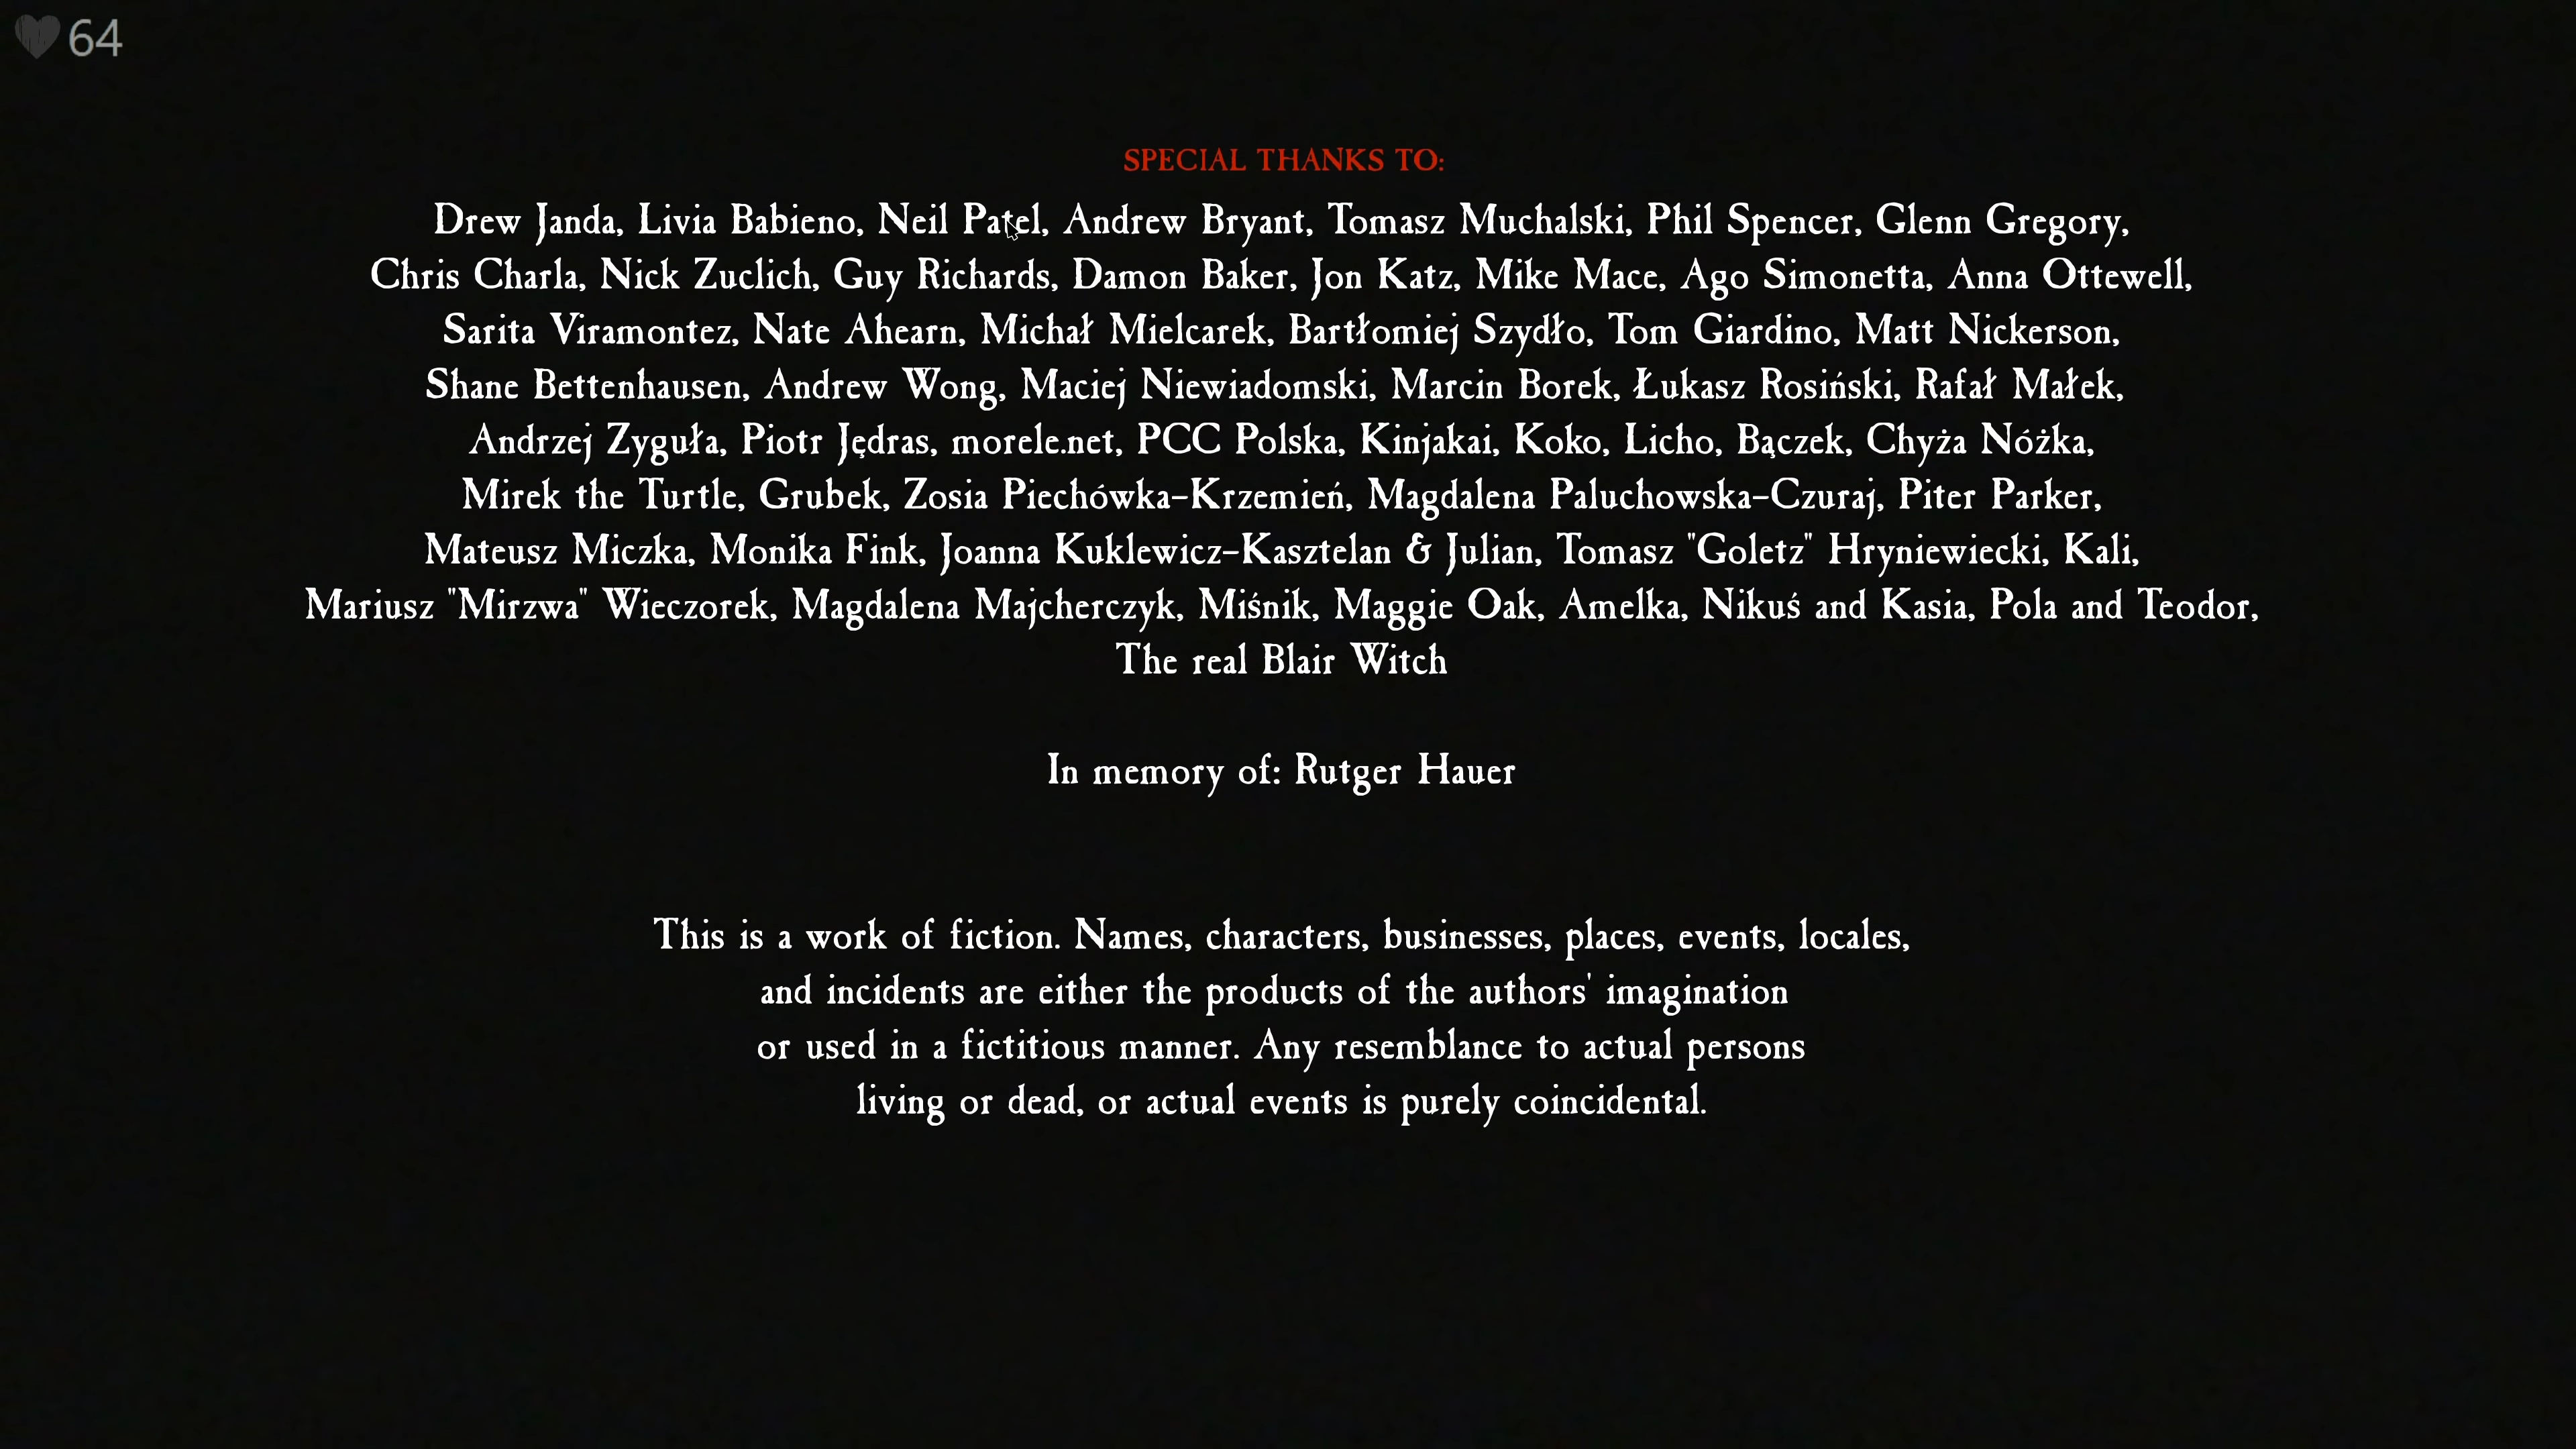 64
SPECIAL THANKS TO:
Drew Janda, Livia Babieno, Neil Patel, Andrew Bryant, Tomasz Muchalski, Phil Spencer, Glenn Gregory,
Chris Charla, Nick Zuclich, Guy Richards, Damon Baker, Jon Katz, Mike Mace, Ago Simonetta, Anna Ottewell,
Sarita Viramontez, Nate Ahearn, Michał Mielcarek, Bartłomiej Szydło, Tom Giardino, Matt Nickerson,
Shane Bettenhausen, Andrew Wong, Maciej Niewiadomski, Marcin Borek, Łukasz Rosiński, Rafał Małek,
Andrzej Zyguła, Piotr Jędras, morele.net, PCC Polska, Kinjakai, Koko, Licho, Bączek, Chyża Nóżka,
Mirek the Turtle, Grubek, Zosia Piechówka-Krzemień, Magdalena Paluchowska-Czuraj, Piter Parker,
Mateusz Miczka, Monika Fink, Joanna Kuklewicz-Kasztelan & Julian, Tomasz "Goletz" Hryniewiecki, Kali,
Mariusz "Mirzwa" Wieczorek, Magdalena Majcherczyk, Miśnik, Maggie Oak, Amelka, Nikuś and Kasia, Pola and Teodor,
The real Blair Witch
In memory of: Rutger Hauer
This is a work of fiction. Names, characters, businesses, places, events, locales,
and incidents are either the products of the authors' imagination
or used in a fictitious manner. Any resemblance to actual persons
living or dead, or actual events is purely coincidental.